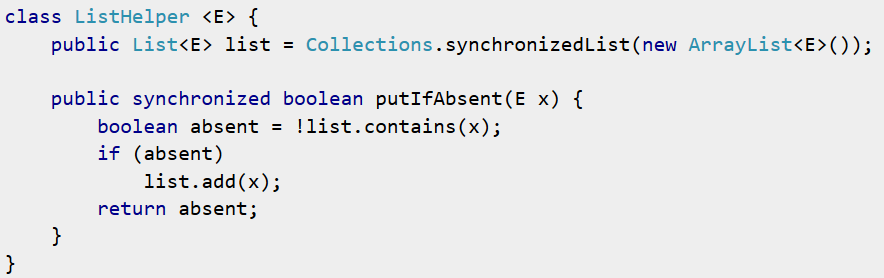 class ListHelper <E> {
    public List<E> list = Collections.synchronizedList(new ArrayList<E>());
    public synchronized boolean putIfAbsent(E x) {
        boolean absent = !list.contains(x);
        if (absent)
            list.add(x);
        return absent;
    }
}